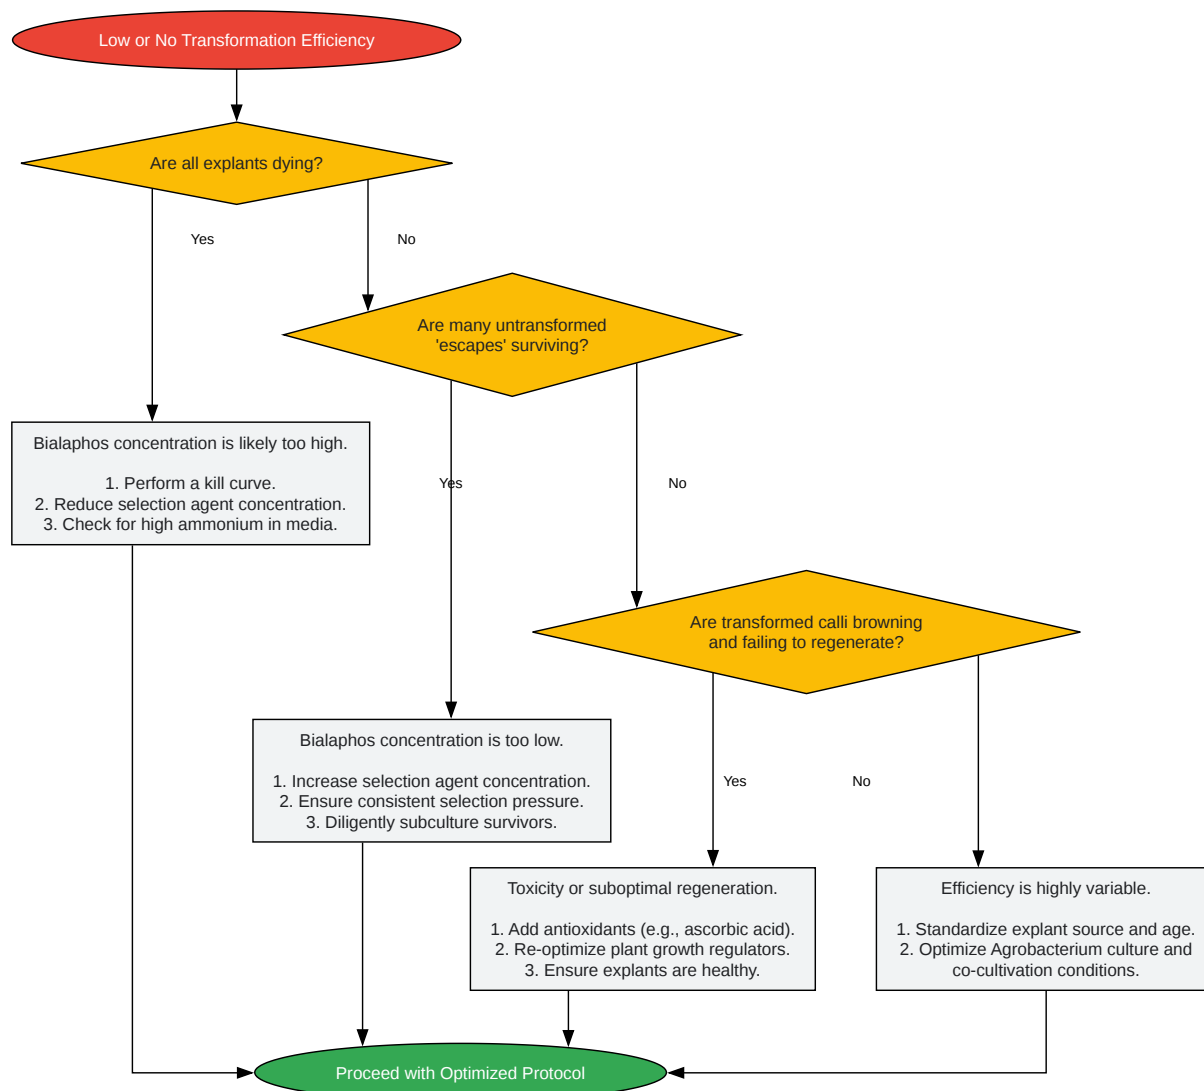 Low or No Transformation Efficiency
Are all explants dying?
Yes
No
Are many untransformed
'escapes' surviving?
Bialaphos concentration is likely too high.
1. Perform a kill curve.
2. Reduce selection agent concentration.
3. Check for high ammonium in media.
Yes
No
Are transformed calli browning
and failing to regenerate?
Bialaphos concentration is too low.
1. Increase selection agent concentration.
2. Ensure consistent selection pressure.
3. Diligently subculture survivors.
Yes
No
Toxicity or suboptimal regeneration.
1. Add antioxidants (e.g., ascorbic acid).
2. Re-optimize plant growth regulators.
3. Ensure explants are healthy.
Efficiency is highly variable.
1. Standardize explant source and age.
2. Optimize Agrobacterium culture and
co-cultivation conditions.
Proceed with Optimized Protocol